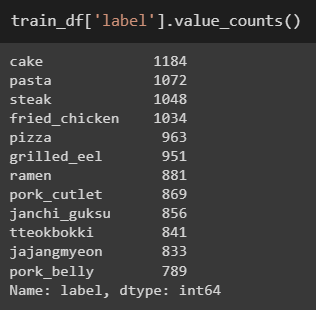 train_df['label'].value_counts()
cake 1184
pasta 1072
steak 1048
fried_chicken 1034
pizza 963
grilled_eel 951
ramen 881
pork_cutlet 869
janchi_guksu 856
tteokbokki 841
jajangmyeon 833
pork_belly 789
Name: label, dtype: int64